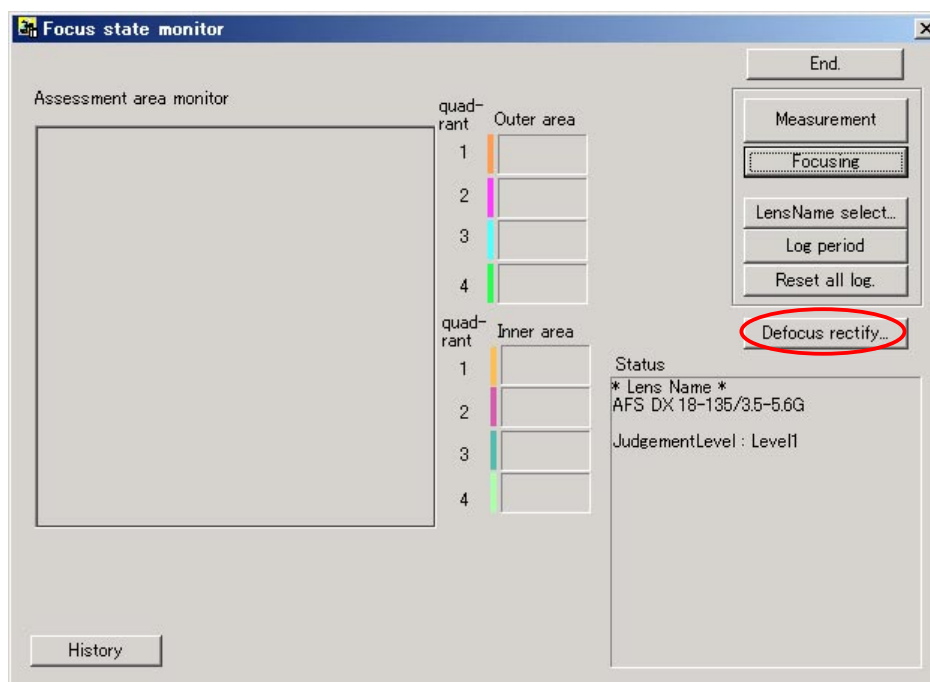 Focus state monitor
End.
Assessment area monitor
quad-
rant
Outer area
1
2
3
4
quad-
rant
Inner area
1
2
3
4
Measurement
Focusing
LensName select...
Log period
Reset all log.
Defocus rectify...
Status
* Lens Name *
AFS DX 18-135/3.5-5.6G
JudgementLevel : Level1
History